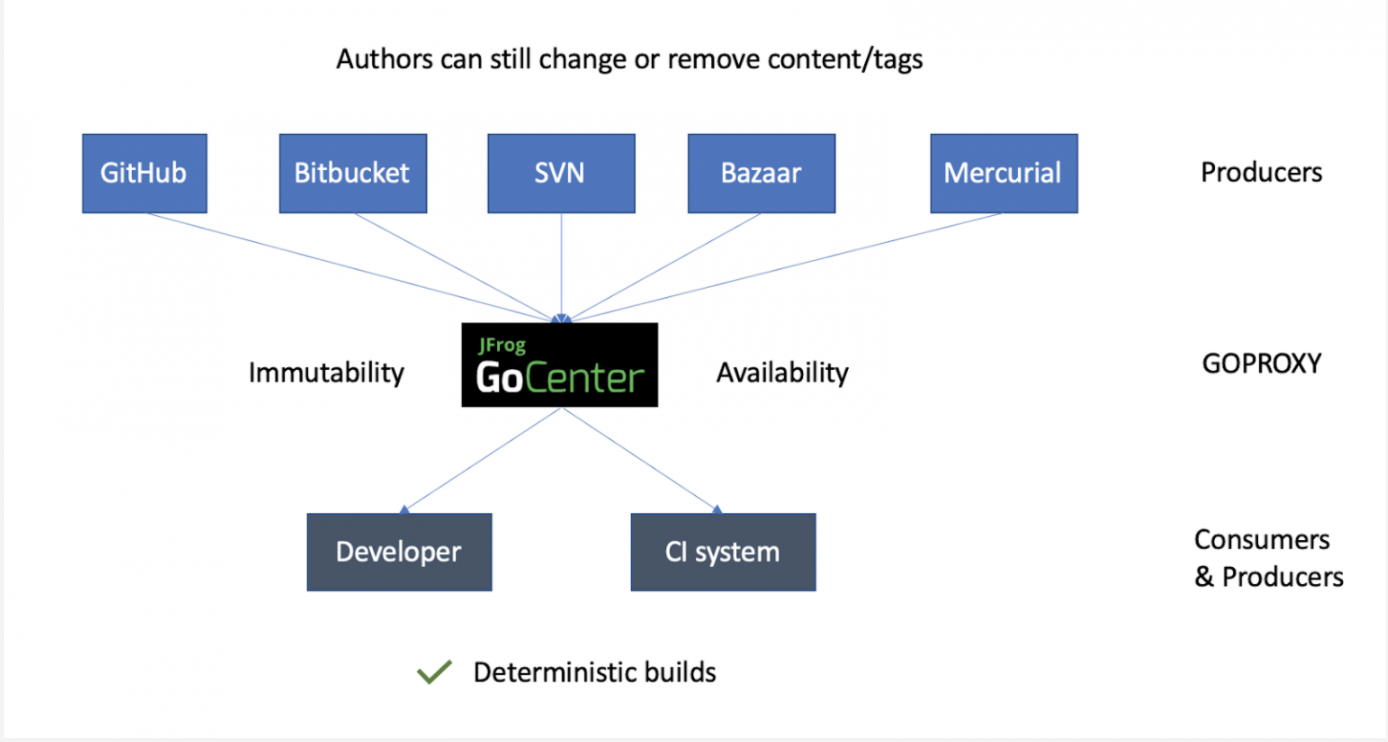 Authors can still change or remove content/tags
GitHub
Bitbucket
SVN
Bazaar
Mercurial
Producers
Immutability
JFrog
GoCenter
Availability
GOPROXY
Developer
CI system
Consumers
& Producers
Deterministic builds